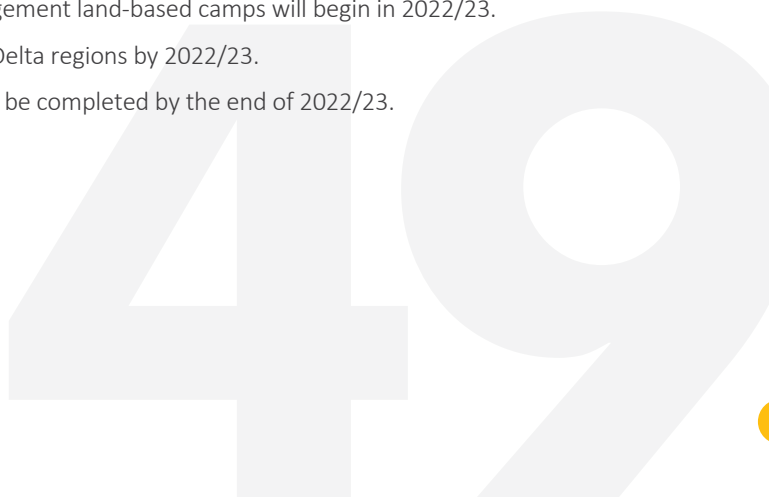 land-based camps will begin in 2022/23.
Delta regions by 2022/23.
be completed by the end of 2022/23.
49